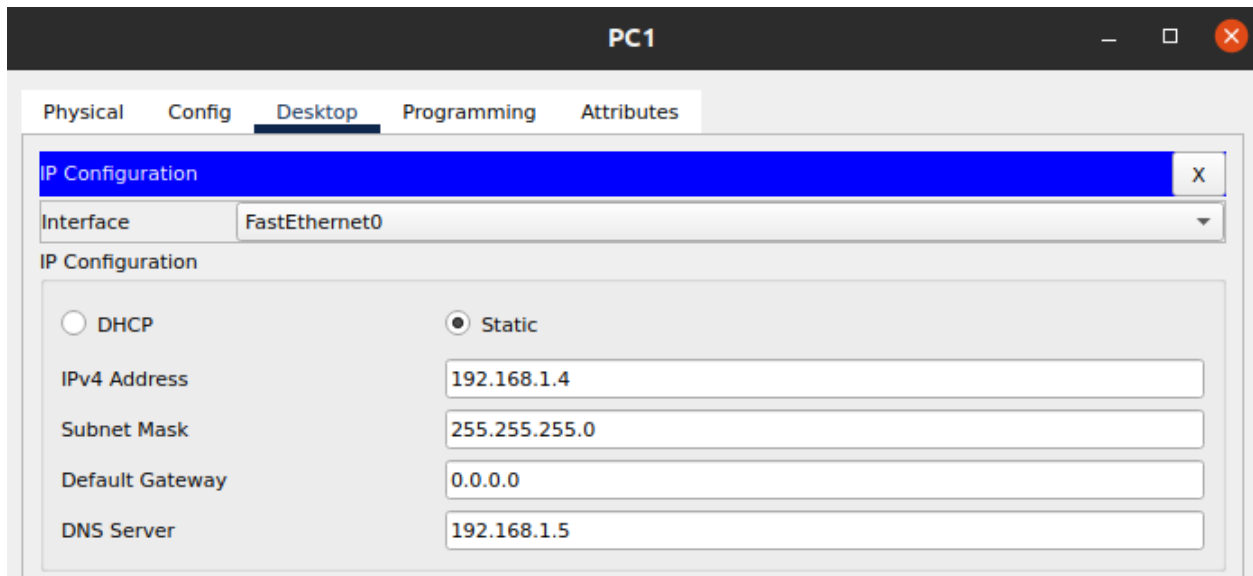 PC1
Physical Config Desktop Programming Attributes
IP Configuration X
Interface FastEthernet0
IP Configuration
DHCP Static
IPv4 Address 192.168.1.4
Subnet Mask 255.255.255.0
Default Gateway 0.0.0.0
DNS Server 192.168.1.5